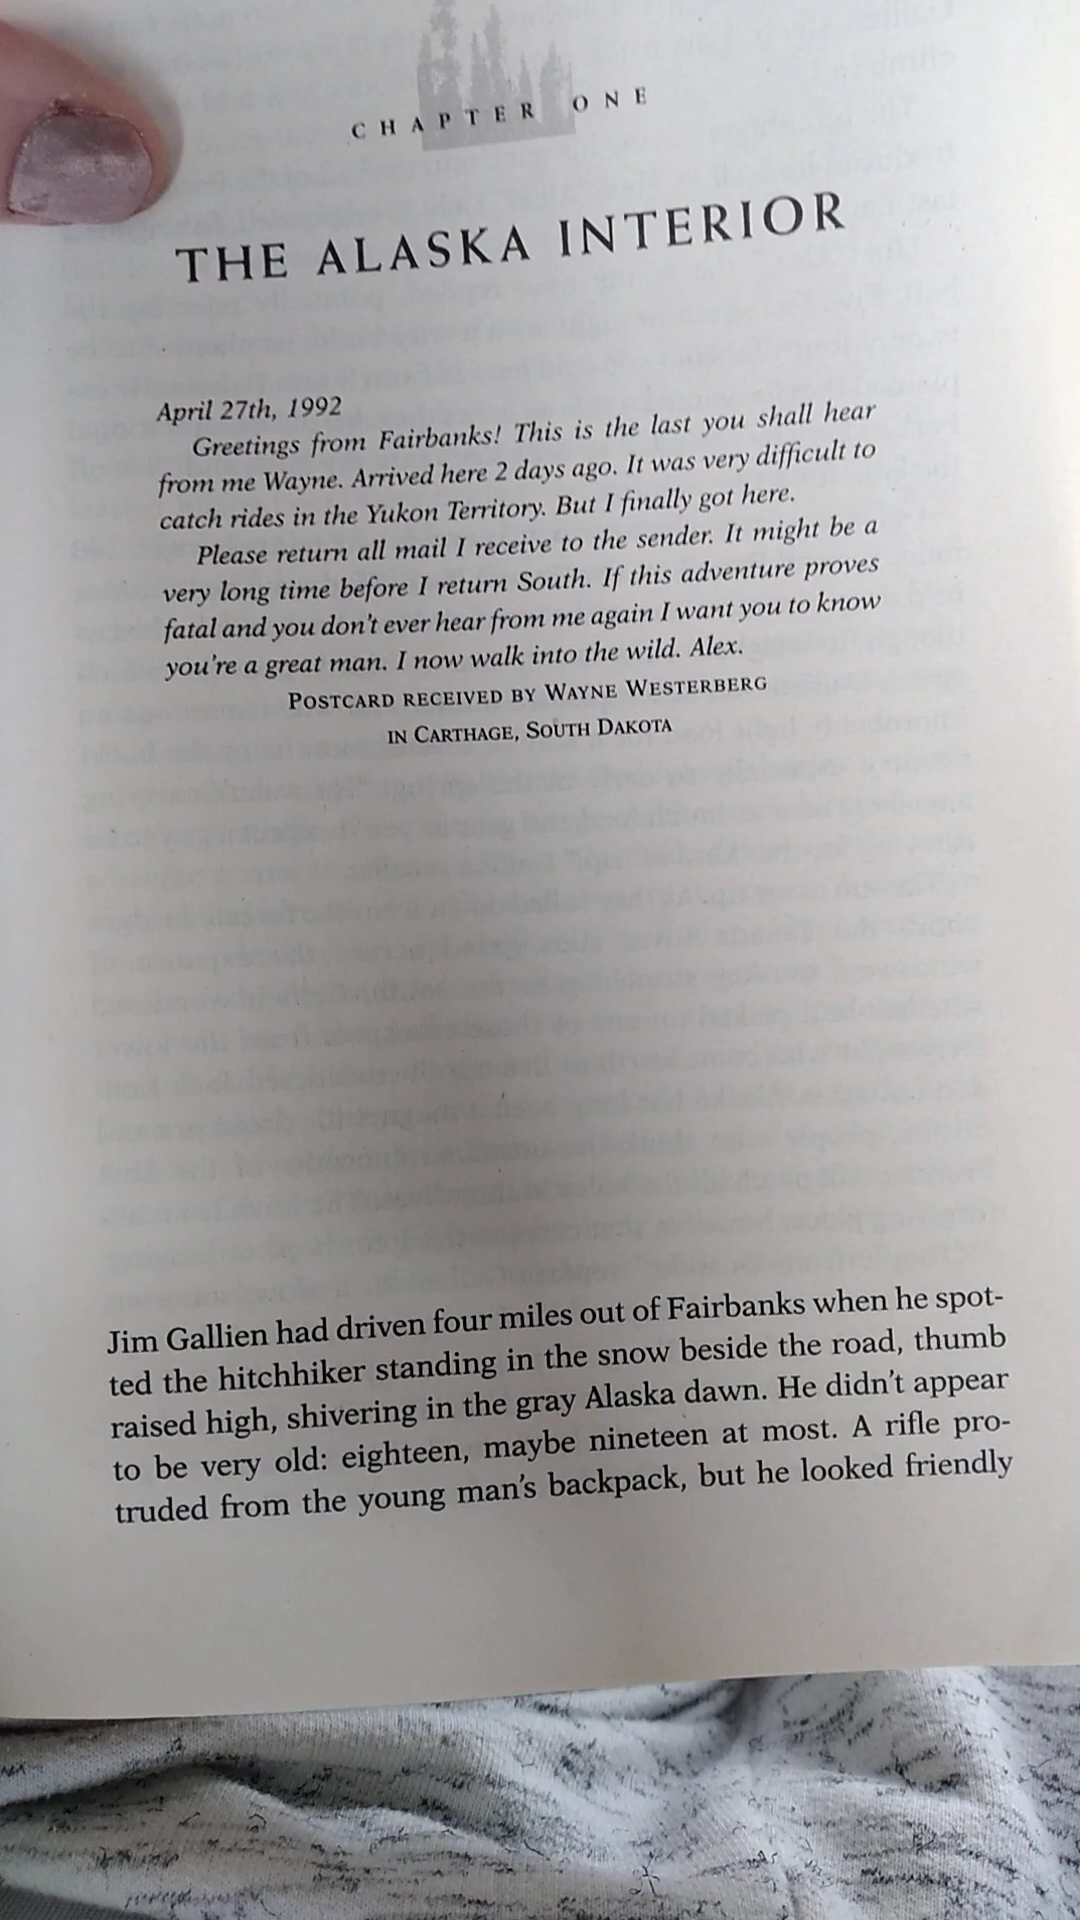 CHAPTER ONE
THE ALASKA INTERIOR
April 27th, 1992
Greetings from Fairbanks! This is the last you shall hear
from me Wayne. Arrived here 2 days ago. It was very difficult to
catch rides in the Yukon Territory. But I finally got here.
Please return all mail I receive to the sender. It might be a
very long time before I return South. If this adventure proves
fatal and you don't ever hear from me again I want you to know
you're a great man. I now walk into the wild. Alex.
POSTCARD RECEIVED BY WAYNE WESTERBERG
IN CARTHAGE, SOUTH DAKOTA
Jim Gallien had driven four miles out of Fairbanks when he spot-
ted the hitchhiker standing in the snow beside the road, thumb
raised high, shivering in the gray Alaska dawn. He didn't appear
to be very old: eighteen, maybe nineteen at most. A rifle pro-
truded from the young man's backpack, but he looked friendly